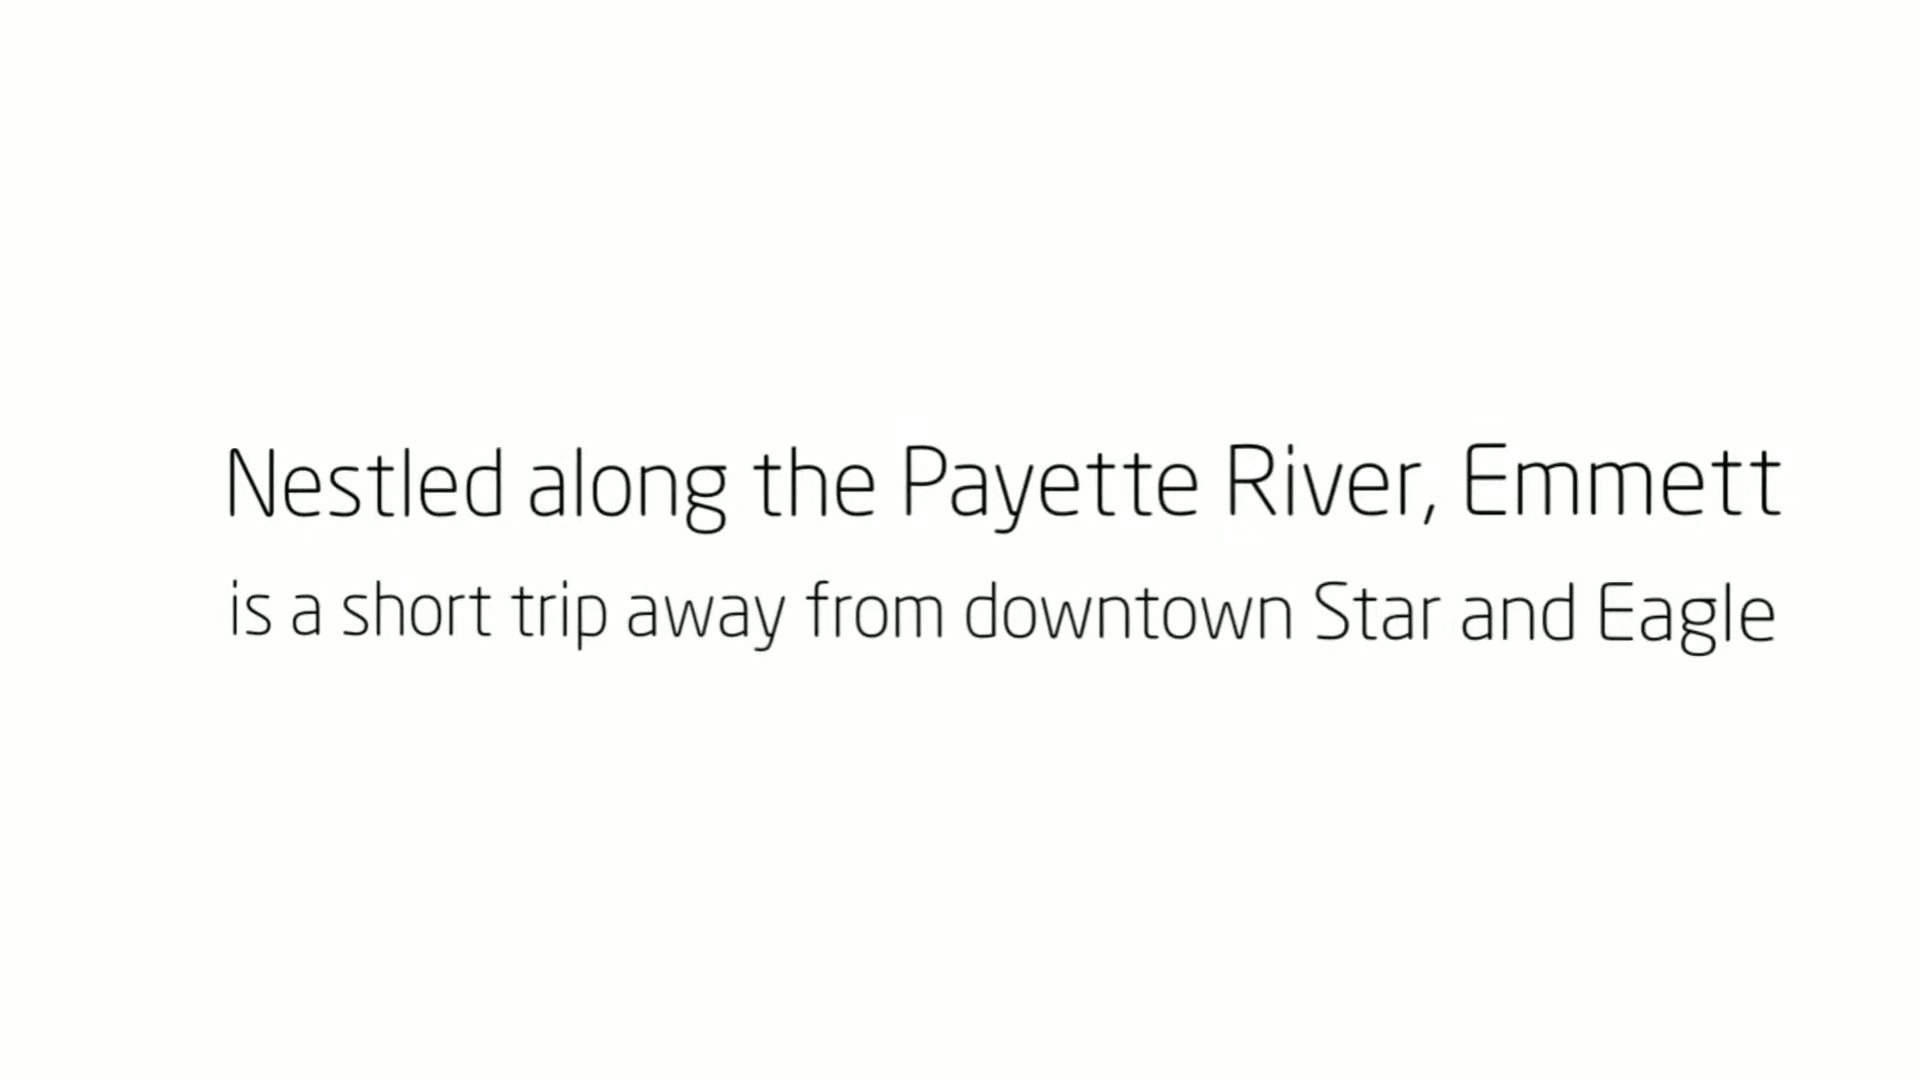 Nestled along the Payette River, Emmett
is a short trip away from downtown Star and Eagle